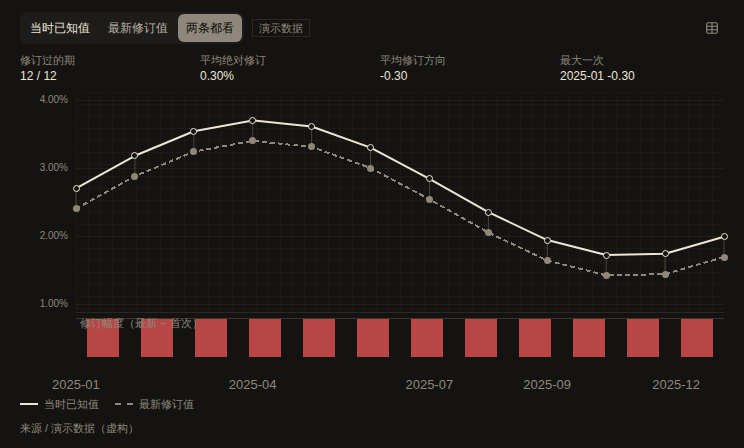 当时已知值 最新修订值 两条都看 演示数据
修订过的期 平均绝对修订 平均修订方向 最大一次
12 / 12 0.30% -0.30 2025-01 -0.30
4.00%
3.00%
2.00%
1.00%
修订幅度（最新 − 首次）
2025-01 2025-04 2025-07 2025-09 2025-12
当时已知值 最新修订值
来源 / 演示数据（虚构）